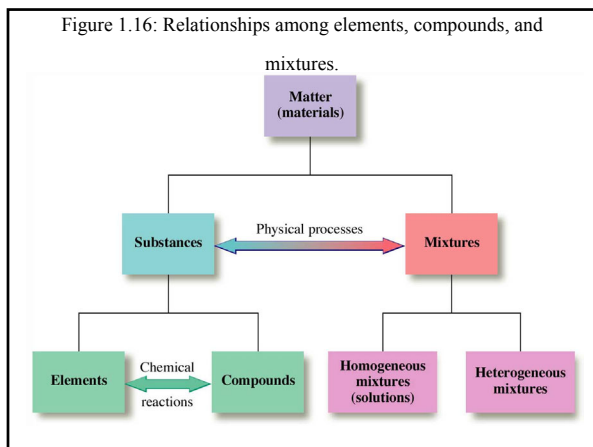 Figure 1.16: Relationships among elements, compounds, and
mixtures.
Matter
(materials)
Substances
Physical processes
Mixtures
Elements
Chemical
reactions
Compounds
Homogeneous
mixtures
(solutions)
Heterogeneous
mixtures